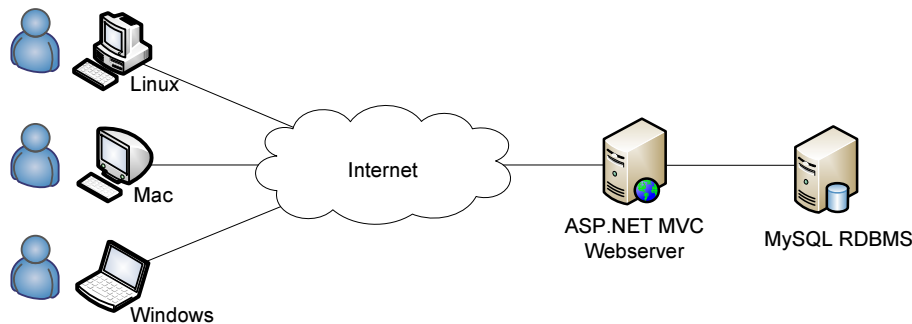 Linux
Mac
Windows
Internet
ASP.NET MVC
Webserver
MySQL RDBMS